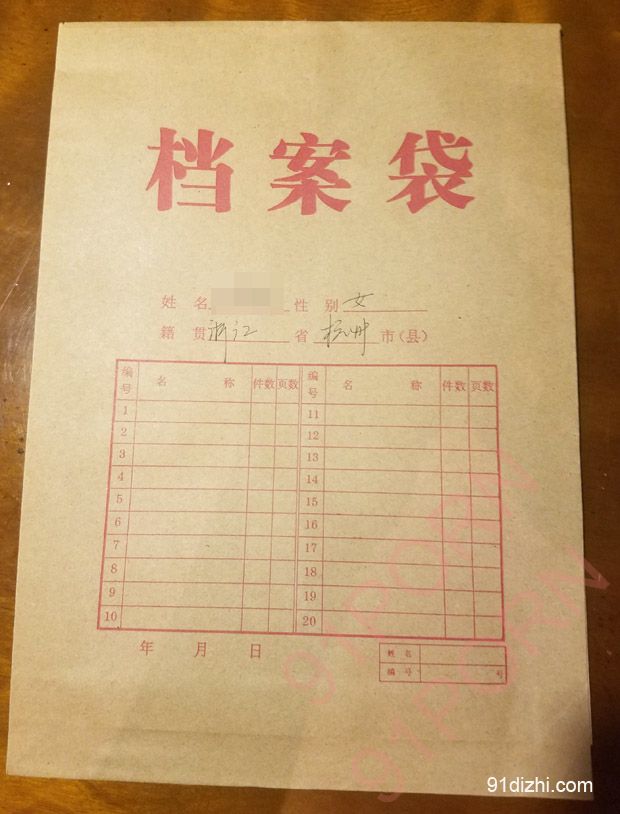 档案袋
姓名 性别 女
籍贯 浙江 省 杭州 市(县)
编号 名称 件数 页数 编号 名称 件数 页数
1 11
2 12
3 13
4 14
5 15
6 16
7 17
8 18
9 19
10 20
年 月 日
姓名
编号 号
91PORN
91PORN
91dizhi.com